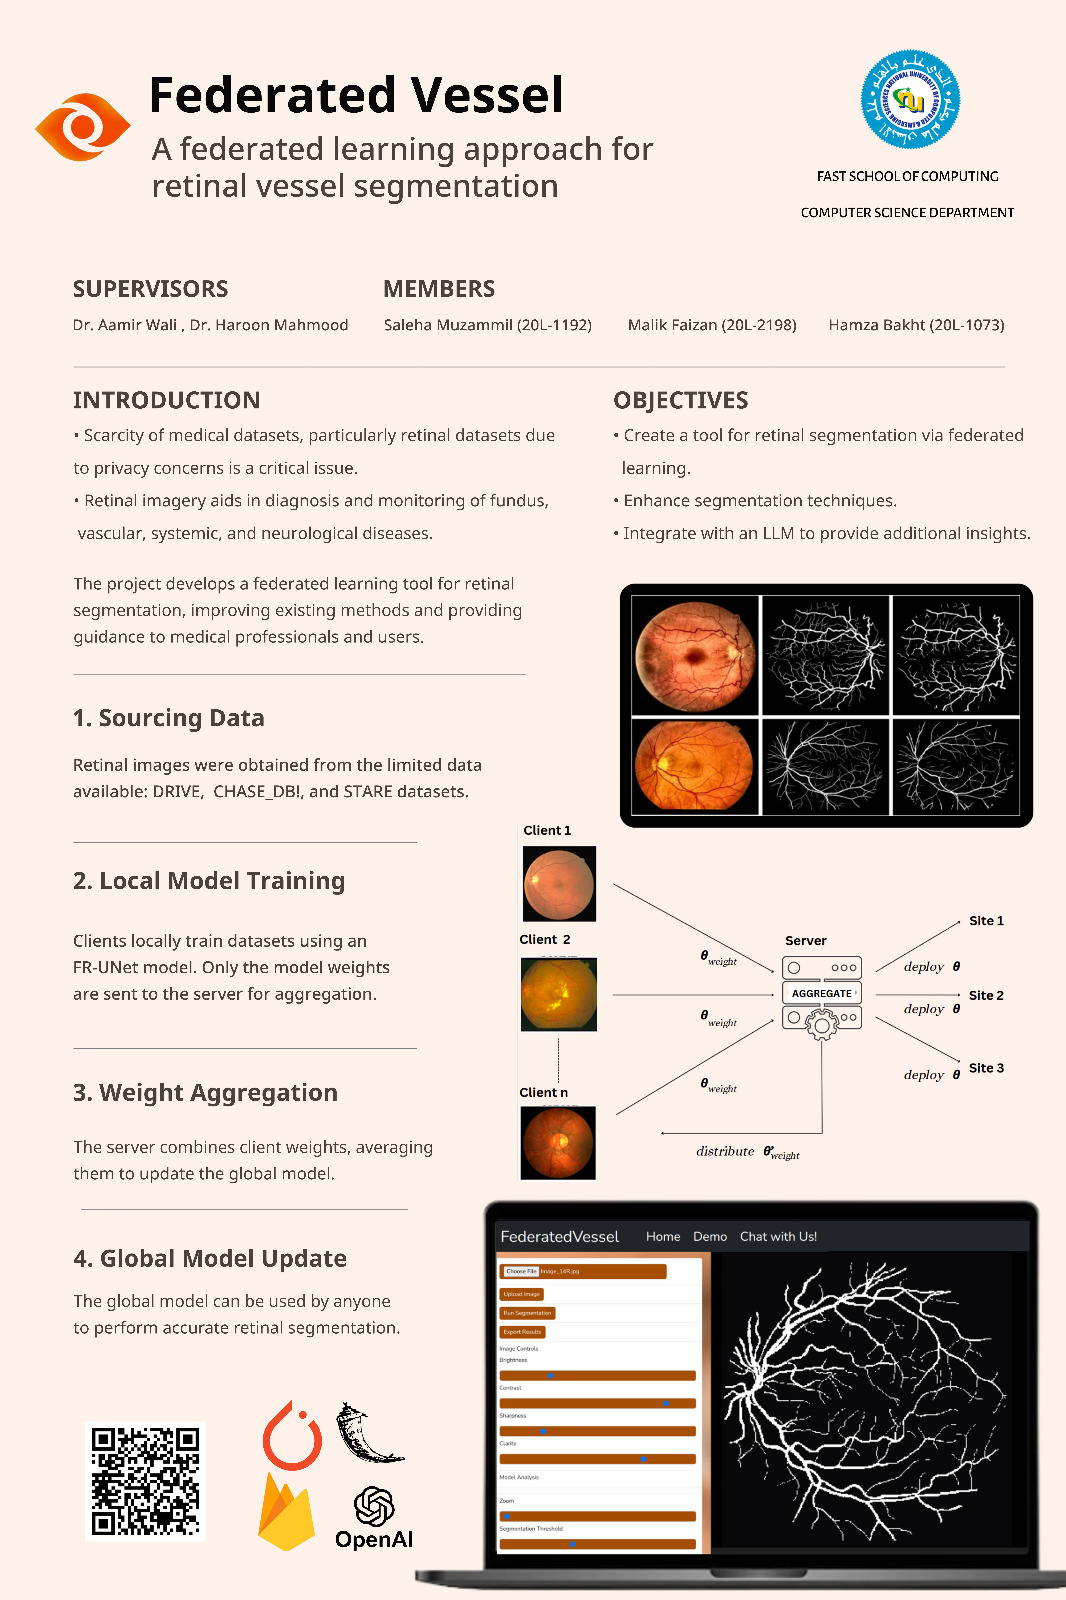 Federated Vessel
A federated learning approach for
retinal vessel segmentation
NATIONAL UNIVERSITY OF COMPUTER & EMERGING SCIENCES
nu
FAST SCHOOL OF COMPUTING
COMPUTER SCIENCE DEPARTMENT
SUPERVISORS
MEMBERS
Dr. Aamir Wali , Dr. Haroon Mahmood
Saleha Muzammil (20L-1192)
Malik Faizan (20L-2198)
Hamza Bakht (20L-1073)
INTRODUCTION
• Scarcity of medical datasets, particularly retinal datasets due
to privacy concerns is a critical issue.
• Retinal imagery aids in diagnosis and monitoring of fundus,
vascular, systemic, and neurological diseases.
The project develops a federated learning tool for retinal
segmentation, improving existing methods and providing
guidance to medical professionals and users.
OBJECTIVES
• Create a tool for retinal segmentation via federated
learning.
• Enhance segmentation techniques.
• Integrate with an LLM to provide additional insights.
1. Sourcing Data
Retinal images were obtained from the limited data
available: DRIVE, CHASE_DB!, and STARE datasets.
2. Local Model Training
Clients locally train datasets using an
FR-UNet model. Only the model weights
are sent to the server for aggregation.
3. Weight Aggregation
The server combines client weights, averaging
them to update the global model.
4. Global Model Update
The global model can be used by anyone
to perform accurate retinal segmentation.
Client 1
Client 2
Client n
θweight
θweight
θweight
Server
AGGREGATE
distribute θ'weight
deploy θ
deploy θ
deploy θ
Site 1
Site 2
Site 3
FederatedVessel
Home
Demo
Chat with Us!
Choose File Image_14R.jpg
Upload Image
Run Segmentation
Export Results
Image Controls
Brightness
Contrast
Sharpness
Clarity
Model Analysis
Zoom
Segmentation Threshold
OpenAI